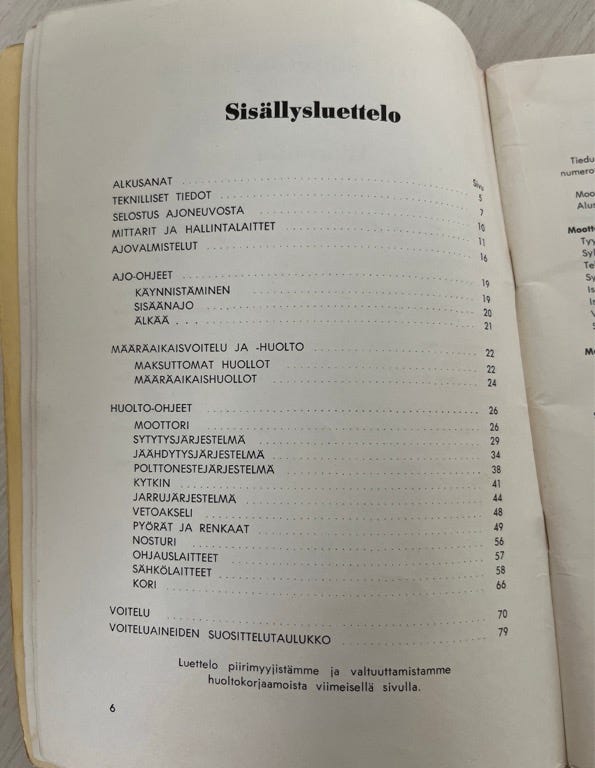 Sisällysluettelo
Sivu
ALKUSANAT 5
TEKNILLISET TIEDOT 7
SELOSTUS AJONEUVOSTA 10
MITTARIT JA HALLINTALAITTEET 11
AJOVALMISTELUT 16
AJO-OHJEET 19
KÄYNNISTÄMINEN 19
SISÄÄNAJO 20
ÄLKÄÄ . . . 21
MÄÄRÄAIKAISVOITELU JA -HUOLTO 22
MAKSUTTOMAT HUOLLOT 22
MÄÄRÄAIKAISHUOLLOT 24
HUOLTO-OHJEET 26
MOOTTORI 26
SYTYTYSJÄRJESTELMÄ 29
JÄÄHDYTYSJÄRJESTELMÄ 34
POLTTONESTEJÄRJESTELMÄ 38
KYTKIN 41
JARRUJÄRJESTELMÄ 44
VETOAKSELI 48
PYÖRÄT JA RENKAAT 49
NOSTURI 56
OHJAUSLAITTEET 57
SÄHKÖLAITTEET 58
KORI 66
VOITELU 70
VOITELUAINEIDEN SUOSITTELUTAULUKKO 79
Luettelo piirimyyjistämme ja valtuuttamistamme
huoltokorjaamoista viimeisellä sivulla.
6